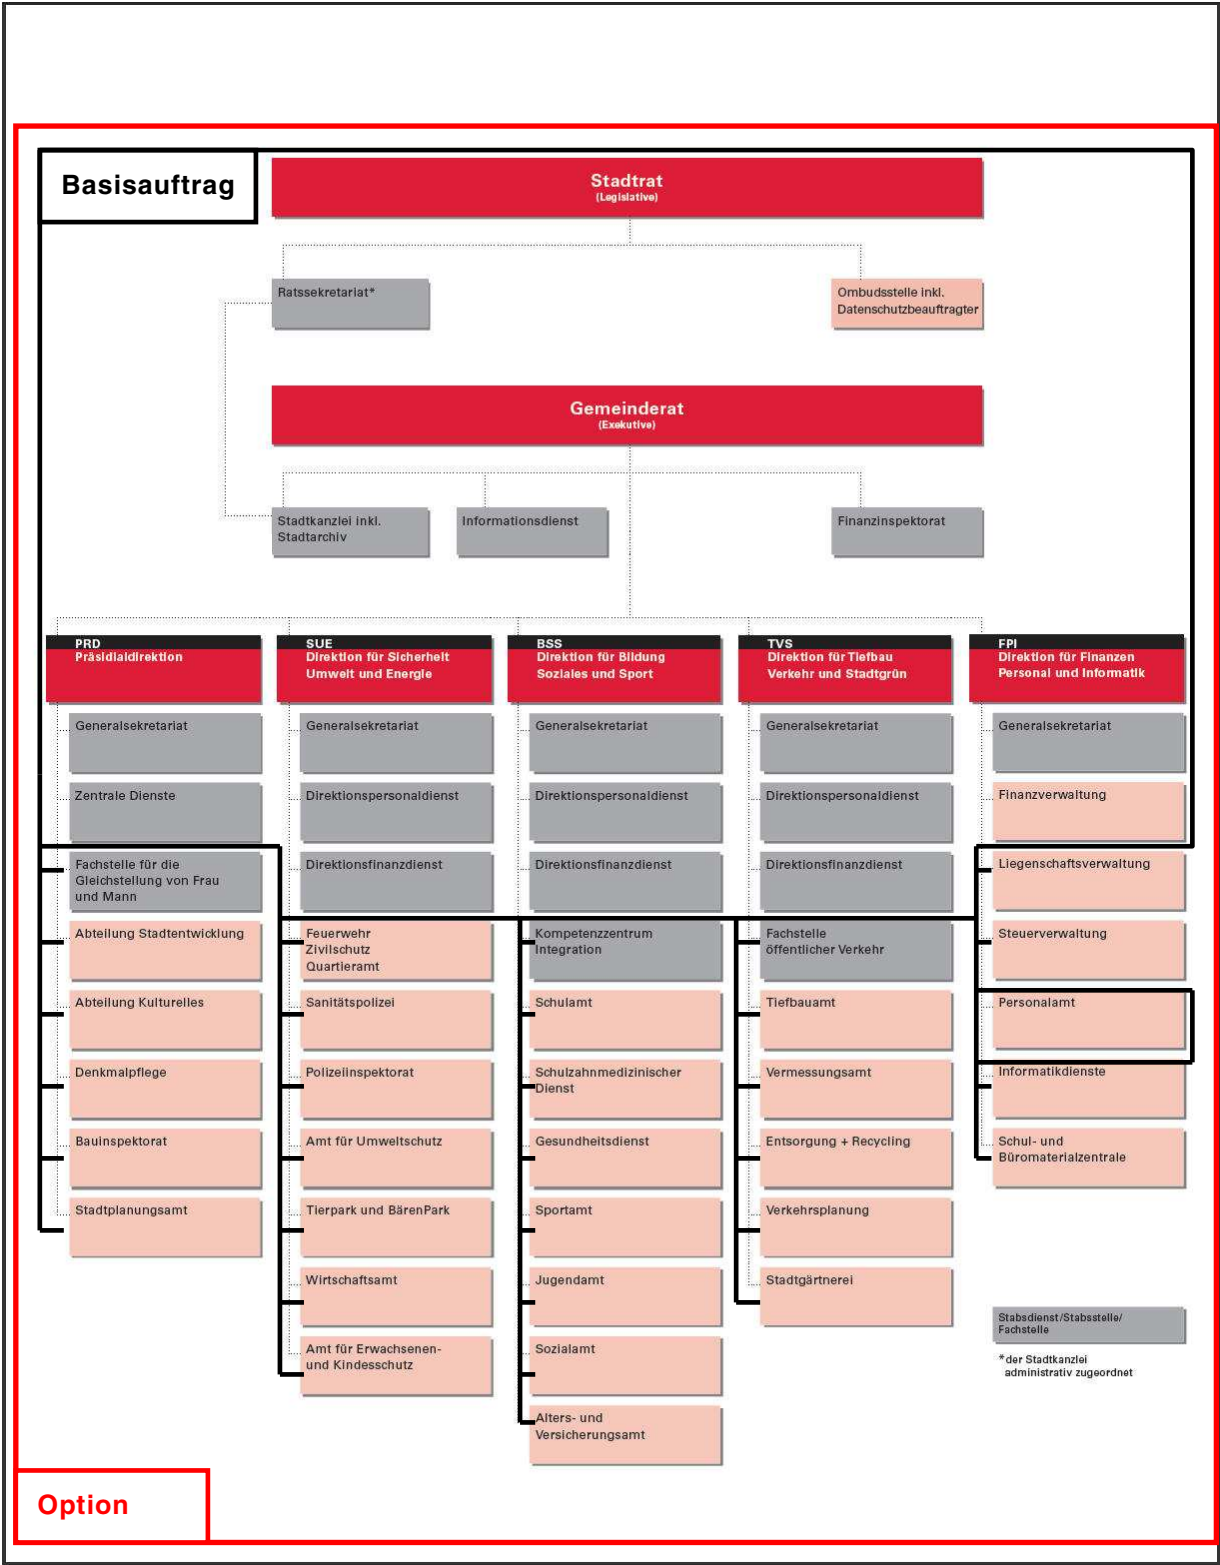 Basisauftrag
Stadtrat
(Legislative)
Ratssekretariat*
Ombudsstelle inkl.
Datenschutzbeauftragter
Gemeinderat
(Exekutive)
Stadtkanzlei inkl.
Stadtarchiv
Informationsdienst
Finanzinspektorat
PRD
Präsidialdirektion
Generalsekretariat
Zentrale Dienste
Fachstelle für die
Gleichstellung von Frau
und Mann
Abteilung Stadtentwicklung
Abteilung Kulturelles
Denkmalpflege
Bauinspektorat
Stadtplanungsamt
SUE
Direktion für Sicherheit
Umwelt und Energie
Generalsekretariat
Direktionspersonaldienst
Direktionsfinanzdienst
Feuerwehr
Zivilschutz
Quartieramt
Sanitätspolizei
Polizeiinspektorat
Amt für Umweltschutz
Tierpark und BärenPark
Wirtschaftsamt
Amt für Erwachsenen-
und Kindesschutz
BSS
Direktion für Bildung
Soziales und Sport
Generalsekretariat
Direktionspersonaldienst
Direktionsfinanzdienst
Kompetenzzentrum
Integration
Schulamt
Schulzahnmedizinischer
Dienst
Gesundheitsdienst
Sportamt
Jugendamt
Sozialamt
Alters- und
Versicherungsamt
TVS
Direktion für Tiefbau
Verkehr und Stadtgrün
Generalsekretariat
Direktionspersonaldienst
Direktionsfinanzdienst
Fachstelle
öffentlicher Verkehr
Tiefbauamt
Vermessungsamt
Entsorgung + Recycling
Verkehrsplanung
Stadtgärtnerei
FPI
Direktion für Finanzen
Personal und Informatik
Generalsekretariat
Finanzverwaltung
Liegenschaftsverwaltung
Steuerverwaltung
Personalamt
Informatikdienste
Schul- und
Büromaterialzentrale
Stabsdienst/Stabsstelle/
Fachstelle
*der Stadtkanzlei
administrativ zugeordnet
Option